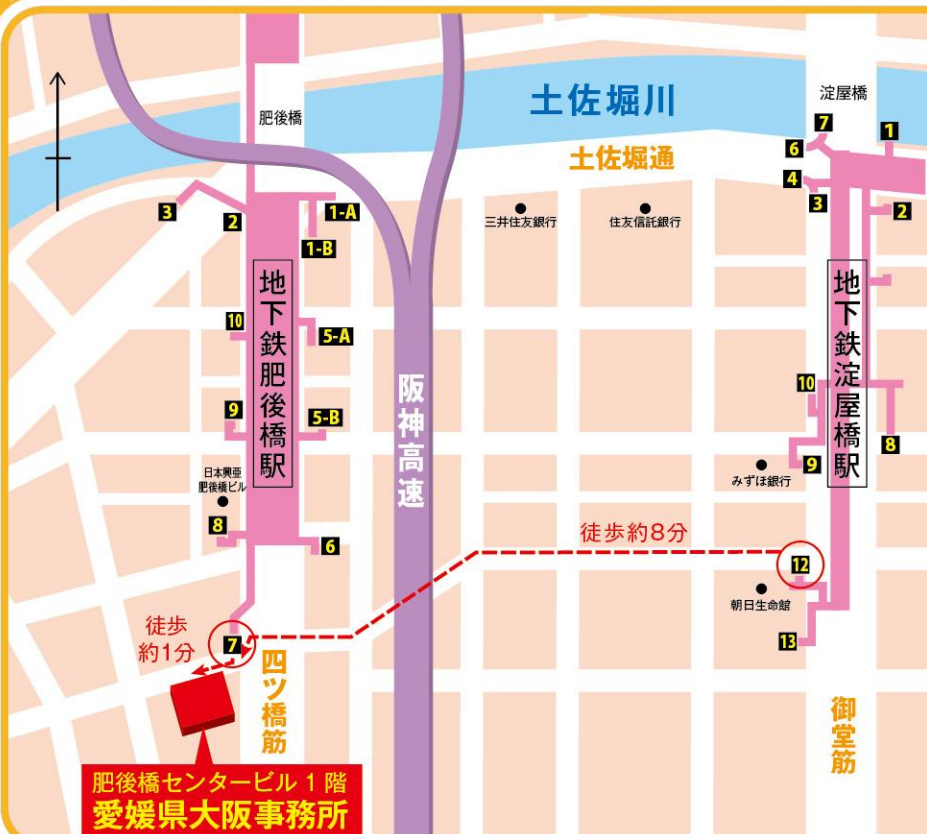 肥後橋
土佐堀川
淀屋橋
土佐堀通
7
1
6
4
3
2
3
2
1-A
1-B
三井住友銀行
住友信託銀行
地下鉄肥後橋駅
地下鉄淀屋橋駅
10
5-A
阪神高速
10
9
5-B
8
9
みずほ銀行
日本興亜
肥後橋ビル
8
6
徒歩約8分
12
朝日生命館
13
徒歩
約1分
7
四ツ橋筋
御堂筋
肥後橋センタービル 1 階
愛媛県大阪事務所